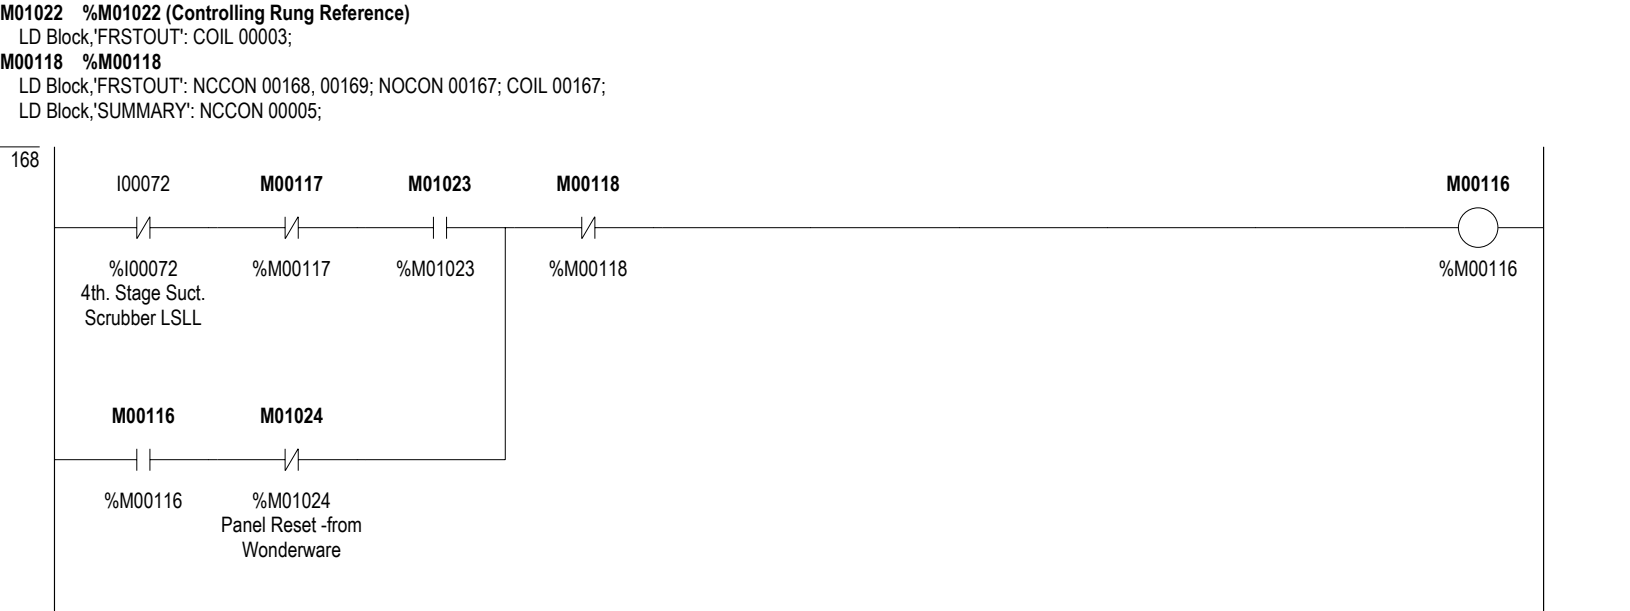 M01022 %M01022 (Controlling Rung Reference)
LD Block,'FRSTOUT': COIL 00003;
M00118 %M00118
LD Block,'FRSTOUT': NCCON 00168, 00169; NOCON 00167; COIL 00167;
LD Block,'SUMMARY': NCCON 00005;
168
I00072 M00117 M01023 M00118 M00116
%I00072 %M00117 %M01023 %M00118 %M00116
4th. Stage Suct.
Scrubber LSLL
M00116 M01024
%M00116 %M01024
Panel Reset -from
Wonderware